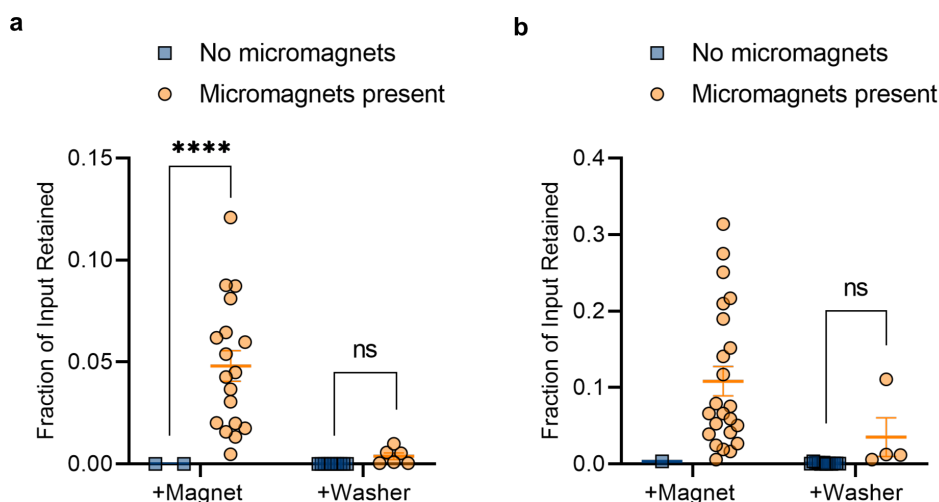 a
No micromagnets
Micromagnets present
Fraction of Input Retained
0.15
0.10
0.05
0.00
****
ns
+Magnet
+Washer
b
No micromagnets
Micromagnets present
Fraction of Input Retained
0.4
0.3
0.2
0.1
0.0
ns
+Magnet
+Washer